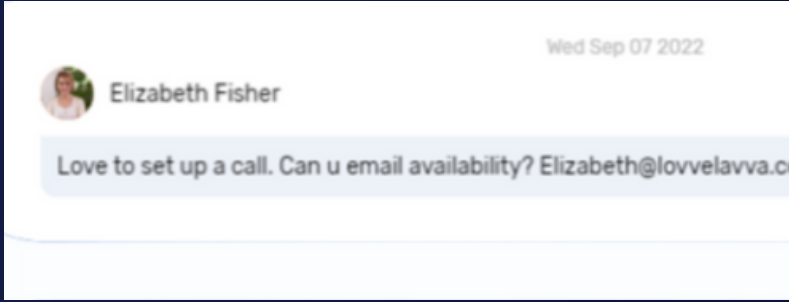 Wed Sep 07 2022
Elizabeth Fisher
Love to set up a call. Can u email availability? Elizabeth@lovvelavva.c